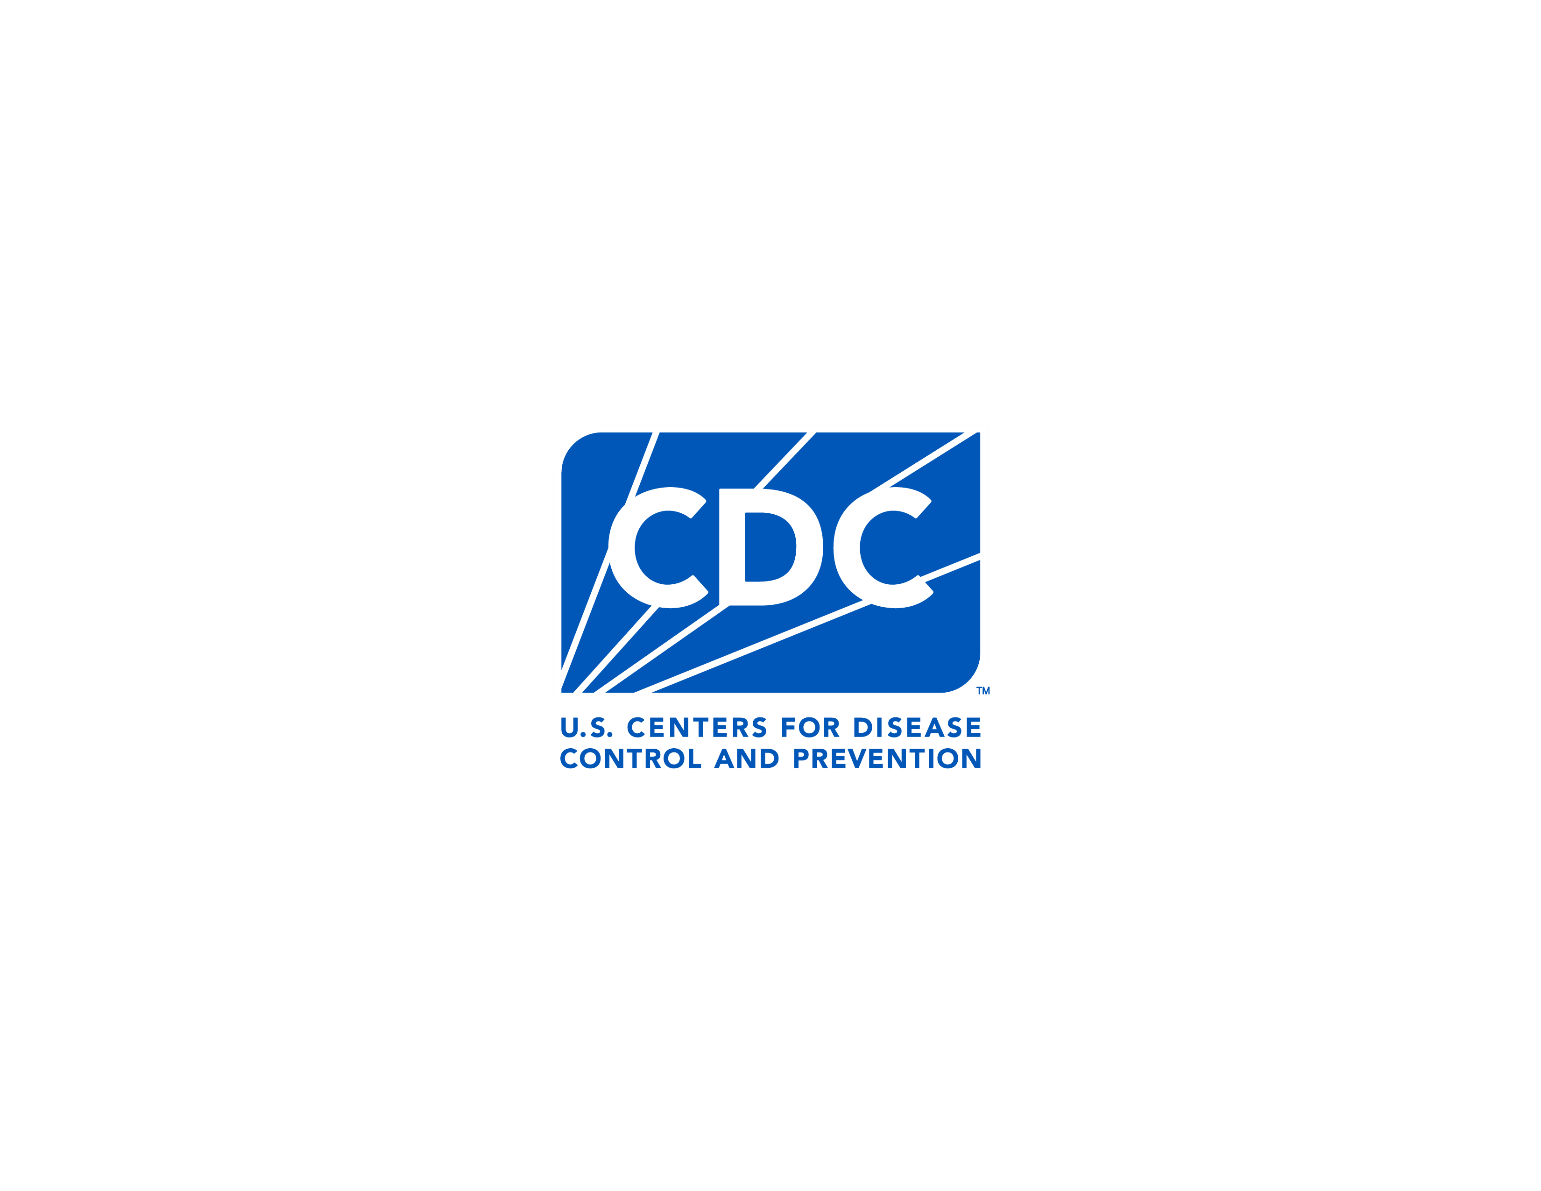 CDC
TM
U.S. CENTERS FOR DISEASE
CONTROL AND PREVENTION